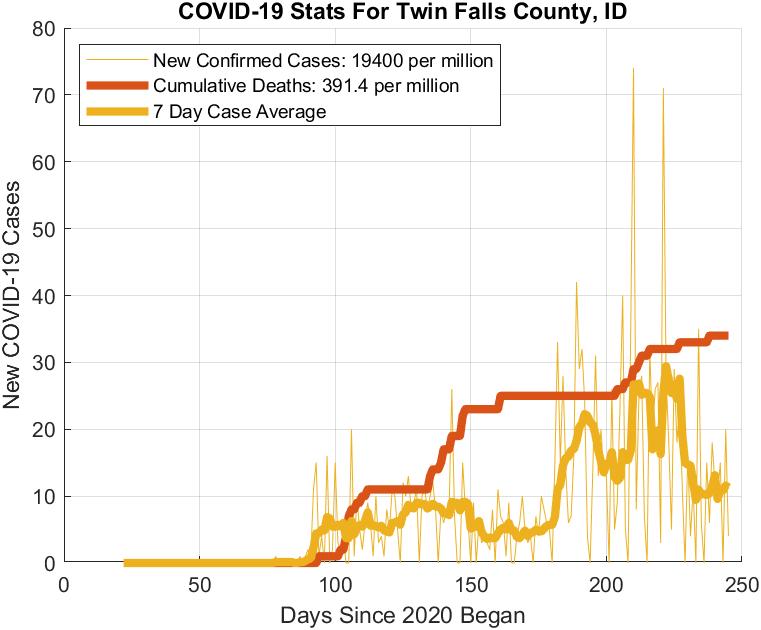 COVID-19 Stats For Twin Falls County, ID
New Confirmed Cases: 19400 per million
Cumulative Deaths: 391.4 per million
7 Day Case Average
New COVID-19 Cases
80
70
60
50
40
30
20
10
0
0 50 100 150 200 250
Days Since 2020 Began